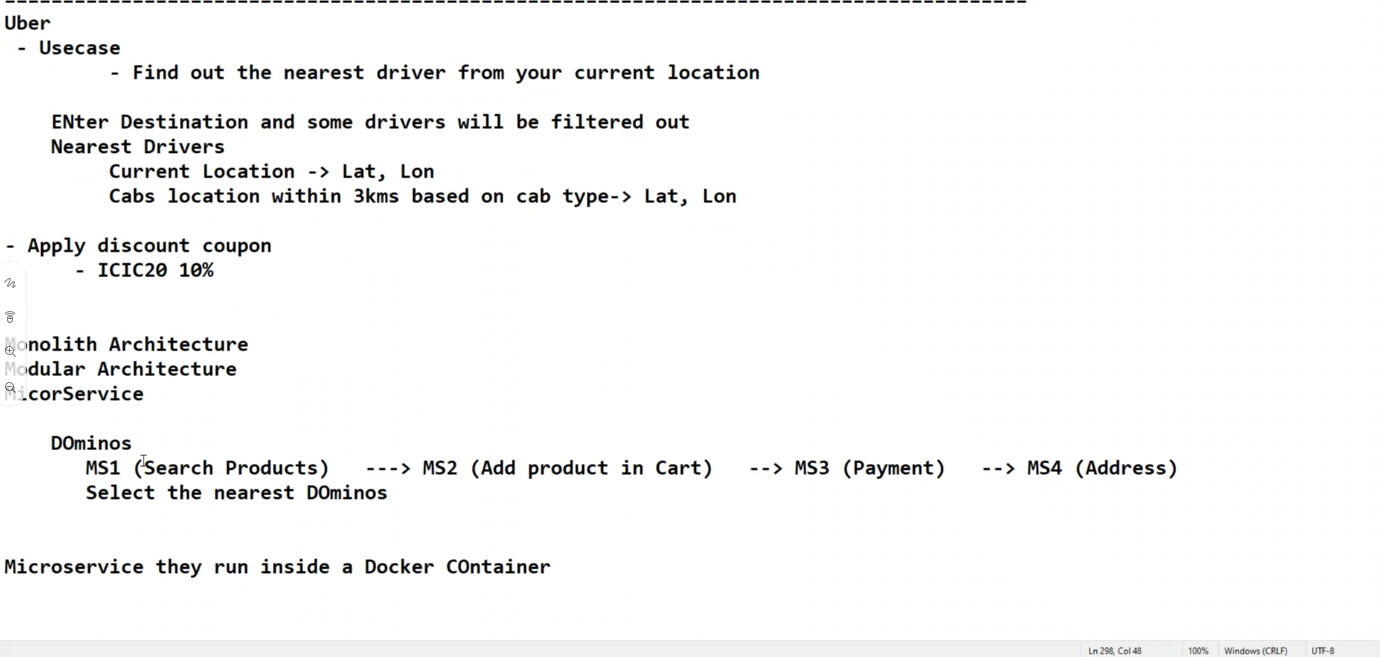 Uber
- Usecase
- Find out the nearest driver from your current location
ENter Destination and some drivers will be filtered out
Nearest Drivers
Current Location -> Lat, Lon
Cabs location within 3kms based on cab type-> Lat, Lon
- Apply discount coupon
- ICIC20 10%
Monolith Architecture
Modular Architecture
MicorService
DOminos
MS1 (Search Products) ---> MS2 (Add product in Cart) --> MS3 (Payment) --> MS4 (Address)
Select the nearest DOminos
Microservice they run inside a Docker COntainer
Ln 298, Col 48 100% Windows (CRLF) UTF-8